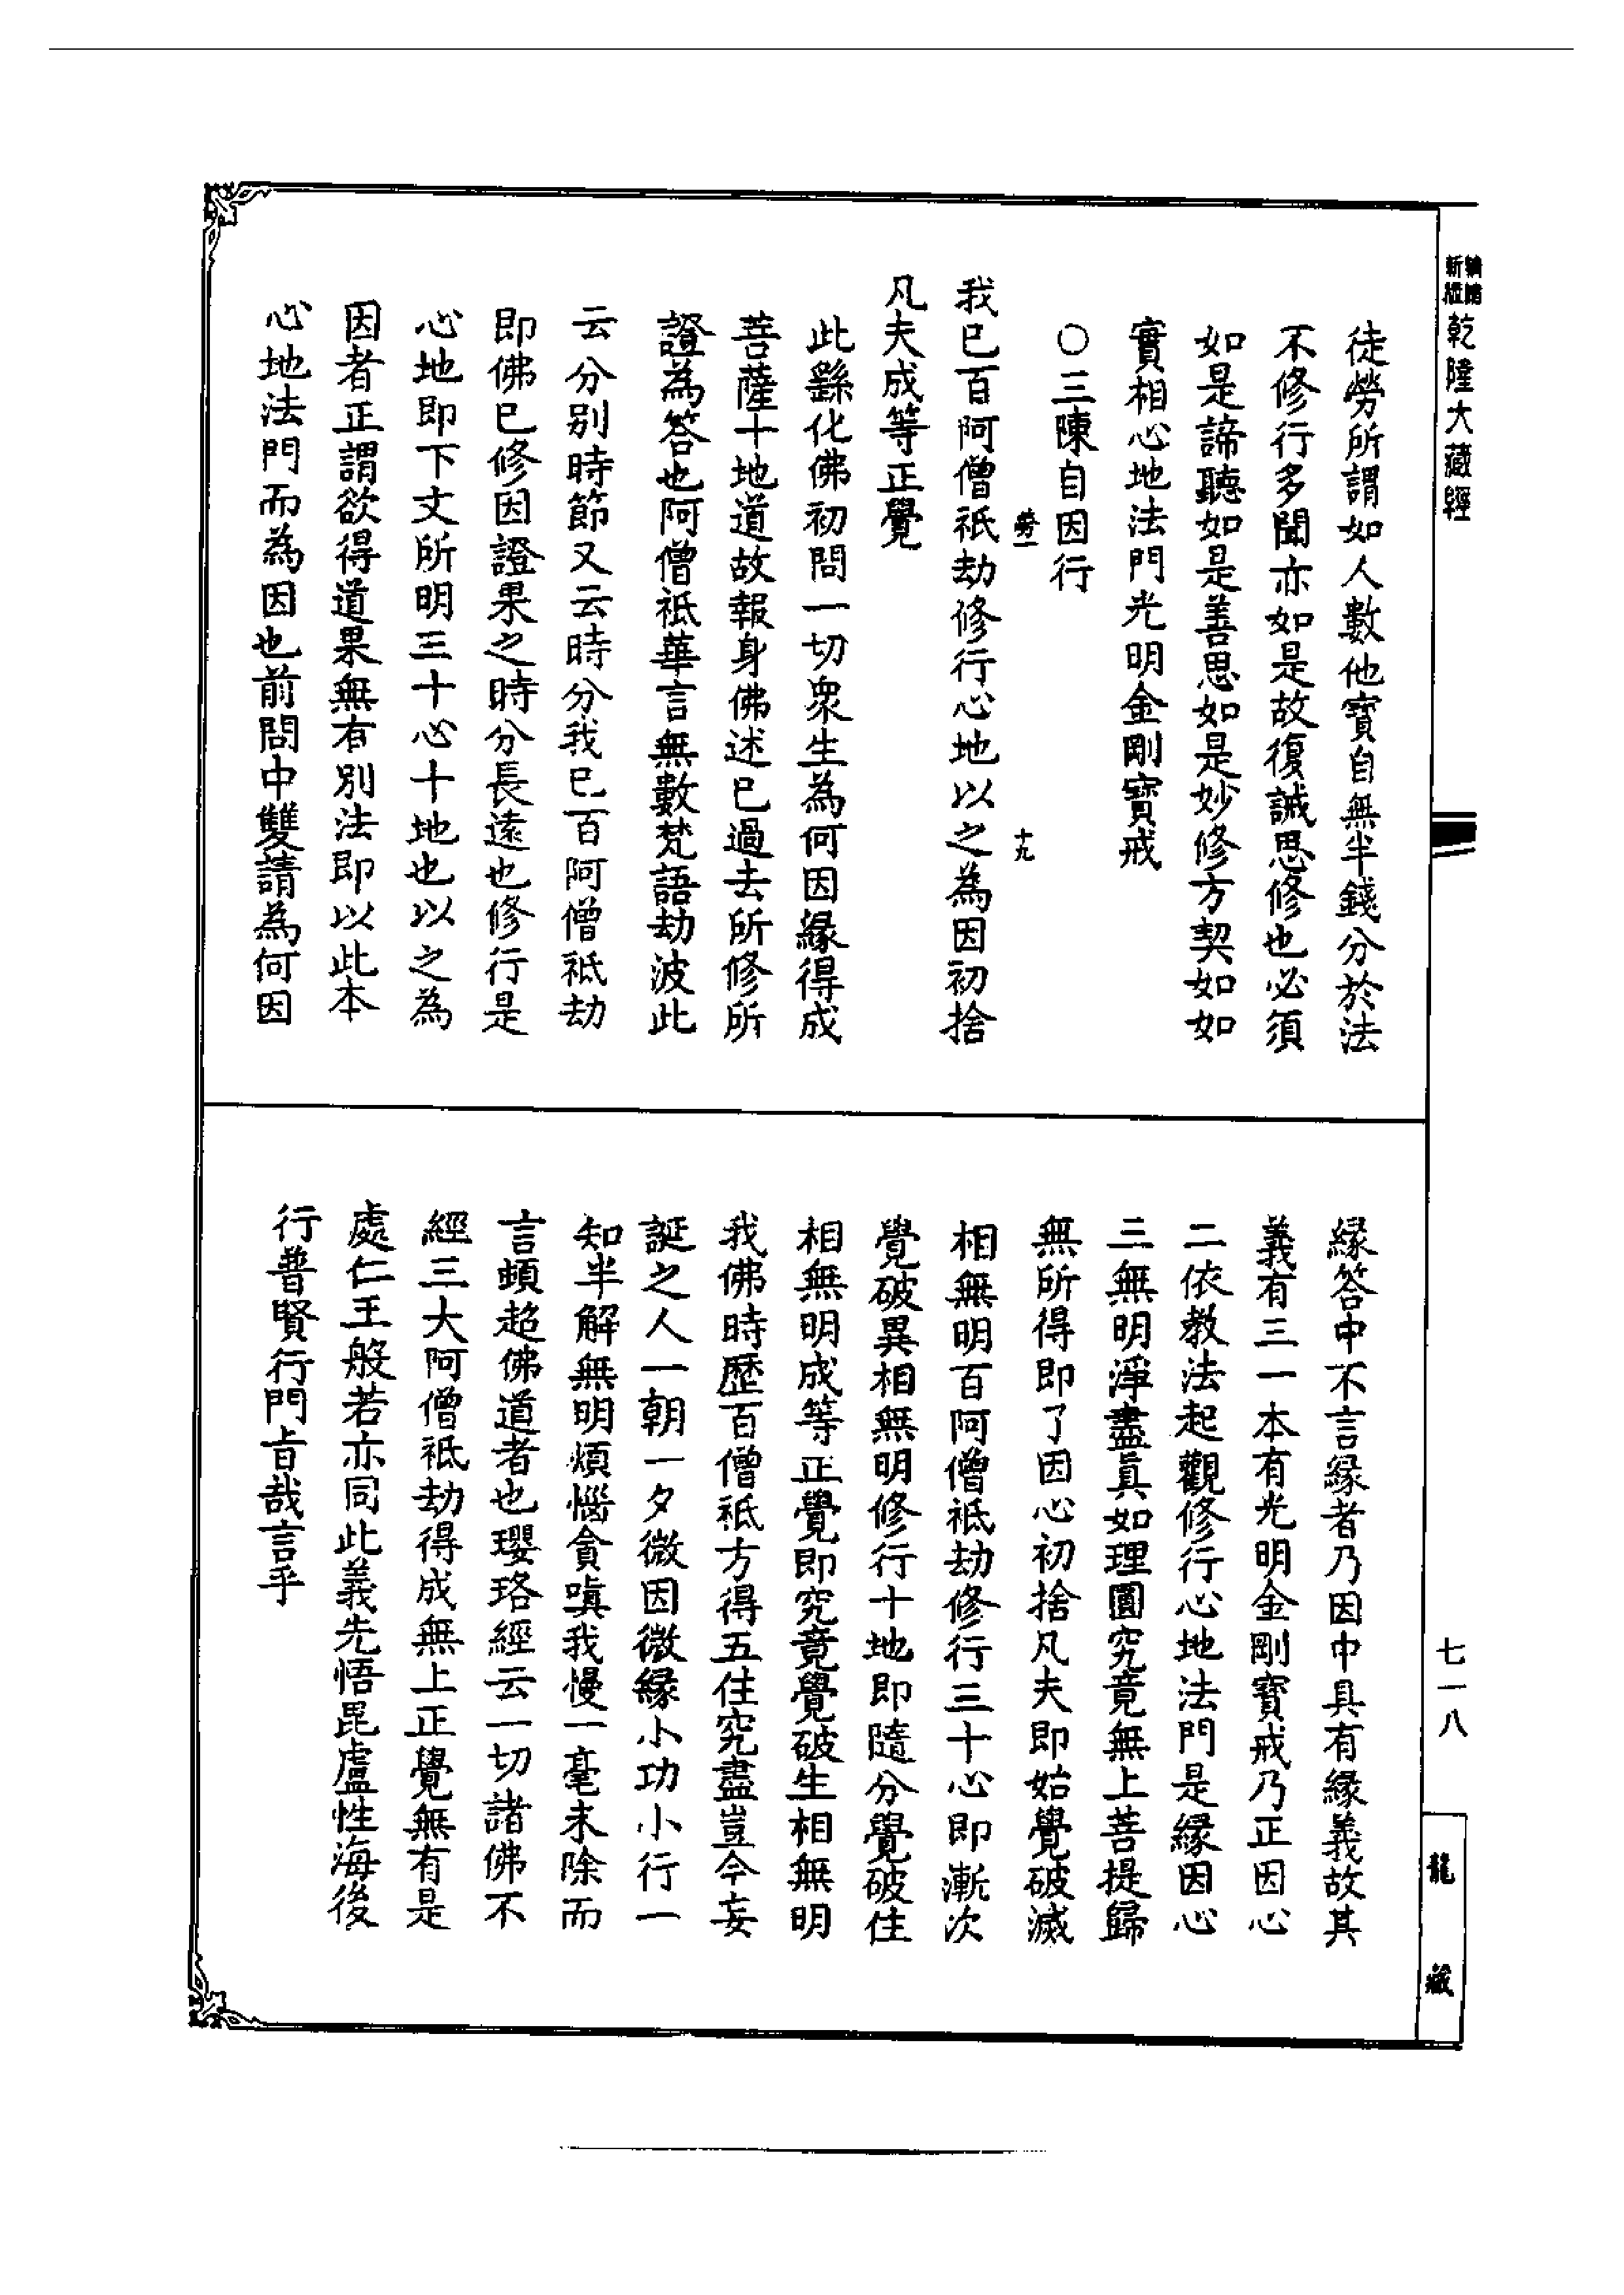 新版
乾隆大藏經
徒勞所謂如人數他寶自無半錢分於法
不修行多聞亦如是故復誡思修也必須
如是諦聽如是善思如是妙修方契如如
實相心地法門光明金剛寶戒
○三陳自因行
勞一
十九
我已百阿僧祇劫修行心地以之為因初捨
凡夫成等正覺
此繇化佛初問一切衆生為何因緣得成
菩薩十地道故報身佛述已過去所修所
證為答也阿僧祇華言無數梵語劫波此
云分別時節又云時分我已百阿僧祇劫
即佛已修因證果之時分長遠也修行是
心地即下文所明三十心十地也以之為
因者正謂欲得道果無有別法即以此本
心地法門而為因也前問中雙請為何因
七一八
龍藏
緣答中不言緣者乃因中具有緣義故其
義有三一本有光明金剛寶戒乃正因心
二依教法起觀修行心地法門是緣因心
三無明淨盡眞如理圓究竟無上菩提歸
無所得即了因心初捨凡夫即始覺破滅
相無明百阿僧祇劫修行三十心即漸次
覺破異相無明修行十地即隨分覺破住
相無明成等正覺即究竟覺破生相無明
我佛時歷百僧祇方得五住究盡豈今妄
誕之人一朝一夕微因微緣小功小行一
知半解無明煩惱貪嗔我慢一毫未除而
言頓超佛道者也瓔珞經云一切諸佛不
經三大阿僧祇劫得成無上正覺無有是
處仁王般若亦同此義先悟毘盧性海後
行普賢行門旨哉言乎